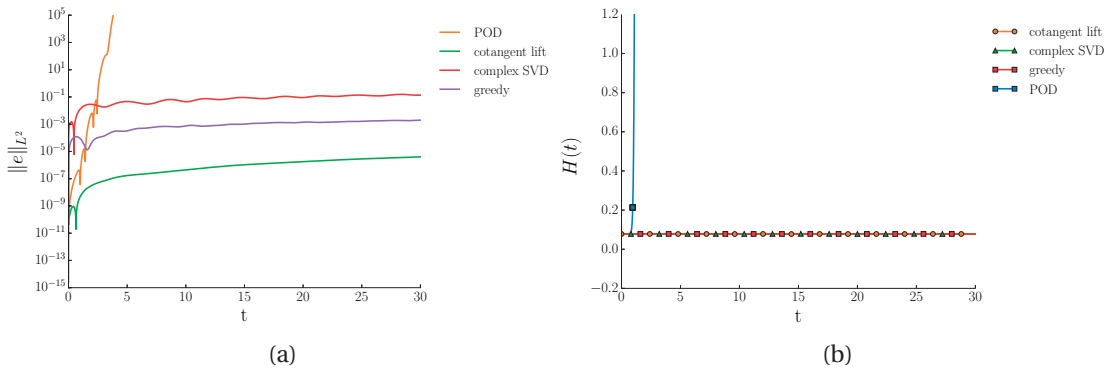 10^5
10^3
10^1
10^-1
10^-3
10^-5
10^-7
10^-9
10^-11
10^-13
10^-15
||e||_{L^2}
0 5 10 15 20 25 30
t
POD
cotangent lift
complex SVD
greedy
(a)
1.2
1.0
0.8
0.6
0.4
0.2
0.0
−0.2
H(t)
0 5 10 15 20 25 30
t
cotangent lift
complex SVD
greedy
POD
(b)